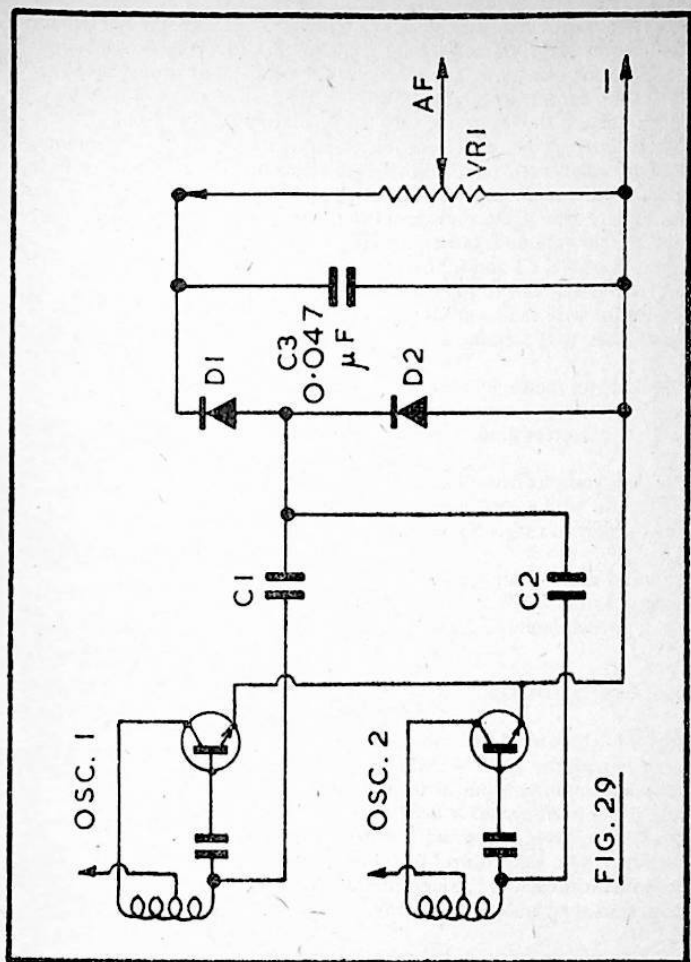 OSC. 1
C1
D1
C3
0·047
µF
AF
VR1
OSC. 2
C2
D2
−
FIG. 29